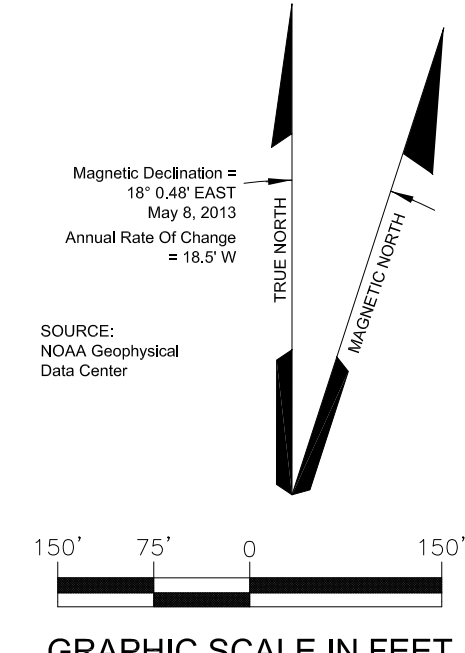 Magnetic Declination =
18° 0.48' EAST
May 8, 2013
Annual Rate Of Change
= 18.5' W
TRUE NORTH
MAGNETIC NORTH
SOURCE:
NOAA Geophysical
Data Center
150' 75' 0 150'
GRAPHIC SCALE IN FEET